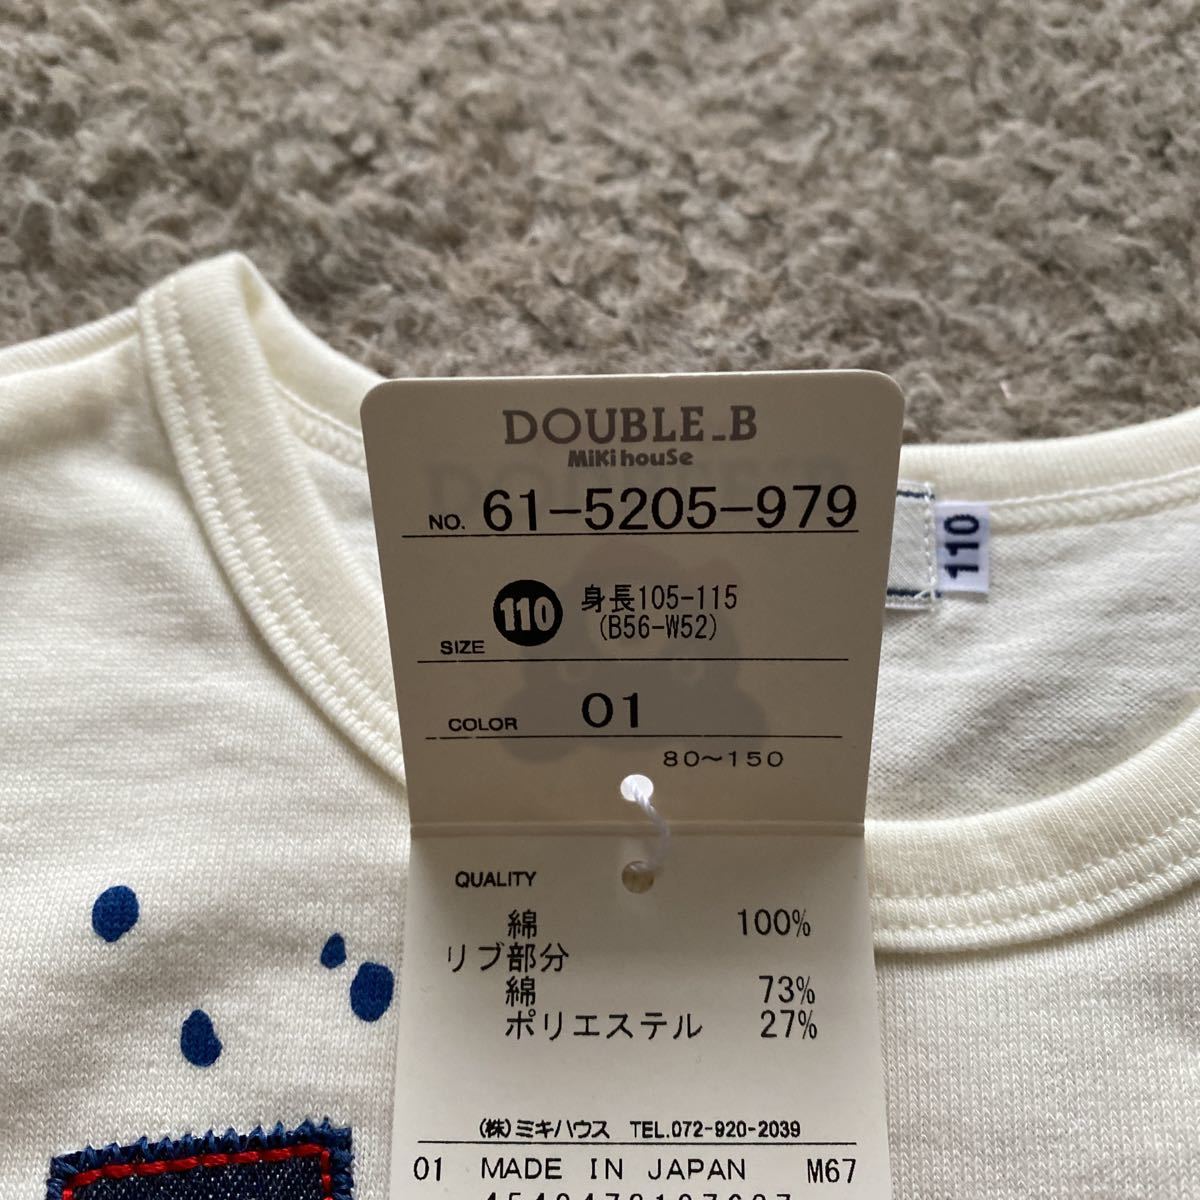 DOUBLE_B
MiKi houSe
NO. 61-5205-979
110
SIZE 110 身長105-115
(B56-W52)
COLOR 01
80～150
QUALITY
綿 100%
リブ部分
綿 73%
ポリエステル 27%
(株)ミキハウス TEL.072-920-2039
01 MADE IN JAPAN M67